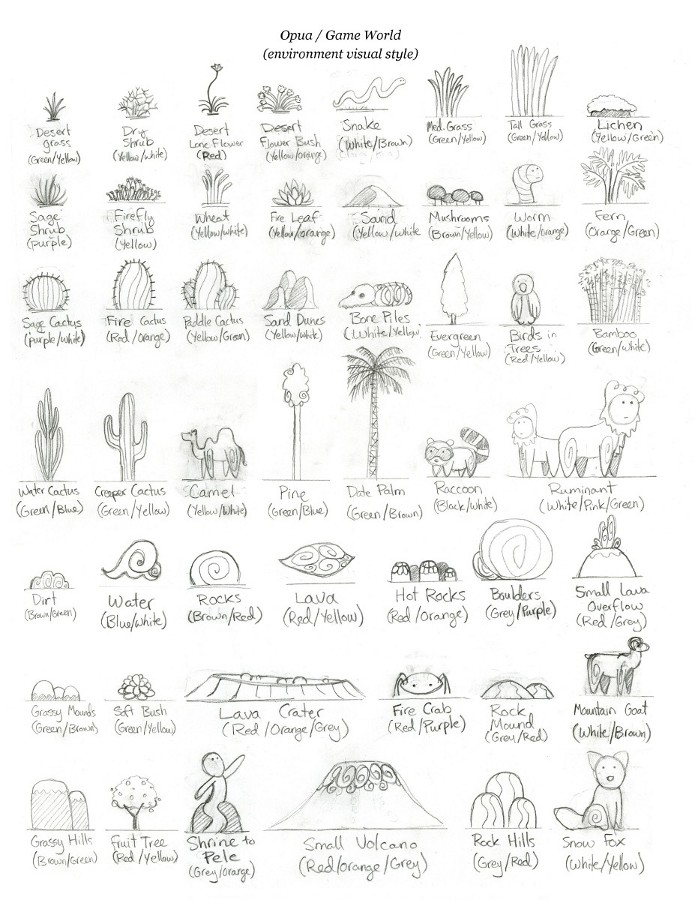 Opua / Game World
(environment visual style)
Desert grass (Green/Yellow)
Dry Shrub (Yellow/White)
Desert Lone Flower (Red)
Desert Flower Bush (Yellow/Orange)
Snake (White/Brown)
Med. Grass (Green/Yellow)
Tall Grass (Green/Yellow)
Lichen (Yellow/Green)
Sage Shrub (Purple)
Firefly Shrub (Yellow)
Wheat (Yellow/White)
Fire Leaf (Yellow/Orange)
Sand (Yellow/White
Mushrooms (Brown/Yellow)
Worm (White/Orange)
Fern (Orange/Green)
Sage Cactus (Purple/White)
Fire Cactus (Red/Orange)
Paddle Cactus (Yellow/Green)
Sand Dunes (Yellow/White)
Bone Piles (White/Yellow)
Evergreen (Green/Yellow)
Birds in Trees (Red/Yellow)
Bamboo (Green/White)
Water Cactus (Green/Blue)
Creeper Cactus (Green/Yellow)
Camel (Yellow/White)
Pine (Green/Blue)
Date Palm (Green/Brown)
Raccoon (Black/White)
Ruminant (White/Pink/Green)
Dirt (Brown/Green)
Water (Blue/White)
Rocks (Brown/Red)
Lava (Red/Yellow)
Hot Rocks (Red/Orange)
Boulders (Grey/Purple)
Small Lava Overflow (Red/Grey)
Grassy Mounds (Green/Brown)
Soft Bush (Green/Yellow)
Lava Crater (Red/Orange/Grey)
Fire Crab (Red/Purple)
Rock Mound (Grey/Red)
Mountain Goat (White/Brown)
Grassy Hills (Brown/Green)
Fruit Tree (Red/Yellow)
Shrine to Pele (Grey/Orange)
Small Volcano (Red/Orange/Grey)
Rock Hills (Grey/Red)
Snow Fox (White/Yellow)